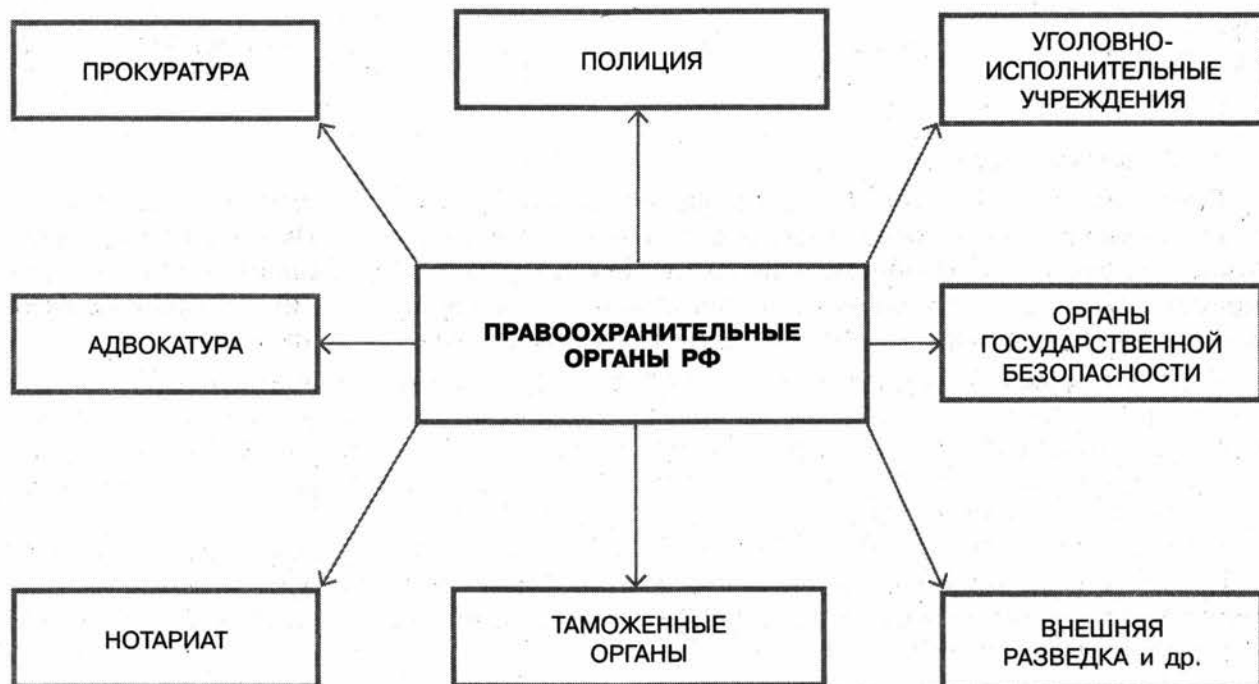 ПРОКУРАТУРА
ПОЛИЦИЯ
УГОЛОВНО-
ИСПОЛНИТЕЛЬНЫЕ
УЧРЕЖДЕНИЯ
АДВОКАТУРА
ПРАВООХРАНИТЕЛЬНЫЕ
ОРГАНЫ РФ
ОРГАНЫ
ГОСУДАРСТВЕННОЙ
БЕЗОПАСНОСТИ
НОТАРИАТ
ТАМОЖЕННЫЕ
ОРГАНЫ
ВНЕШНЯЯ
РАЗВЕДКА и др.